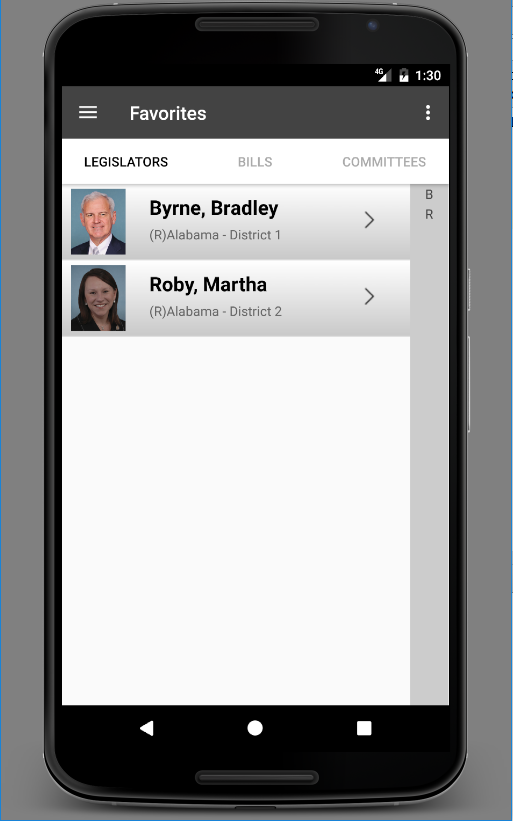 4G 1:30
Favorites
LEGISLATORS BILLS COMMITTEES
Byrne, Bradley
(R)Alabama - District 1
Roby, Martha
(R)Alabama - District 2
B
R